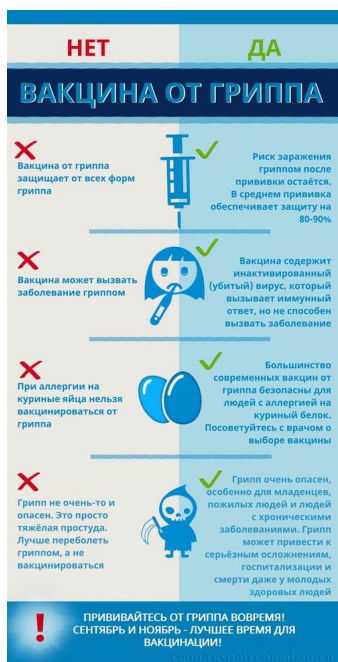 НЕТ
ДА
ВАКЦИНА ОТ ГРИППА
Вакцина от гриппа
защищает от всех форм
гриппа
Риск заражения
гриппом после
прививки остаётся.
В среднем прививка
обеспечивает защиту на
80-90%
Вакцина может вызвать
заболевание гриппом
Вакцина содержит
инактивированный
(убитый) вирус, который
вызывает иммунный
ответ, но не способен
вызвать заболевание
При аллергии на
куриные яйца нельзя
вакцинироваться от
гриппа
Большинство
современных вакцин от
гриппа безопасны для
людей с аллергией на
куриный белок.
Посоветуйтесь с врачом о
выборе вакцины
Грипп не очень-то и
опасен. Это просто
тяжёлая простуда.
Лучше переболеть
гриппом, а не
вакцинироваться
Грипп очень опасен,
особенно для младенцев,
пожилых людей и людей
с хроническими
заболеваниями. Грипп
может привести к
серьёзным осложнениям,
госпитализации и
смерти даже у молодых
здоровых людей
!
ПРИВИВАЙТЕСЬ ОТ ГРИППА ВОВРЕМЯ!
СЕНТЯБРЬ И НОЯБРЬ - ЛУЧШЕЕ ВРЕМЯ ДЛЯ
ВАКЦИНАЦИИ!